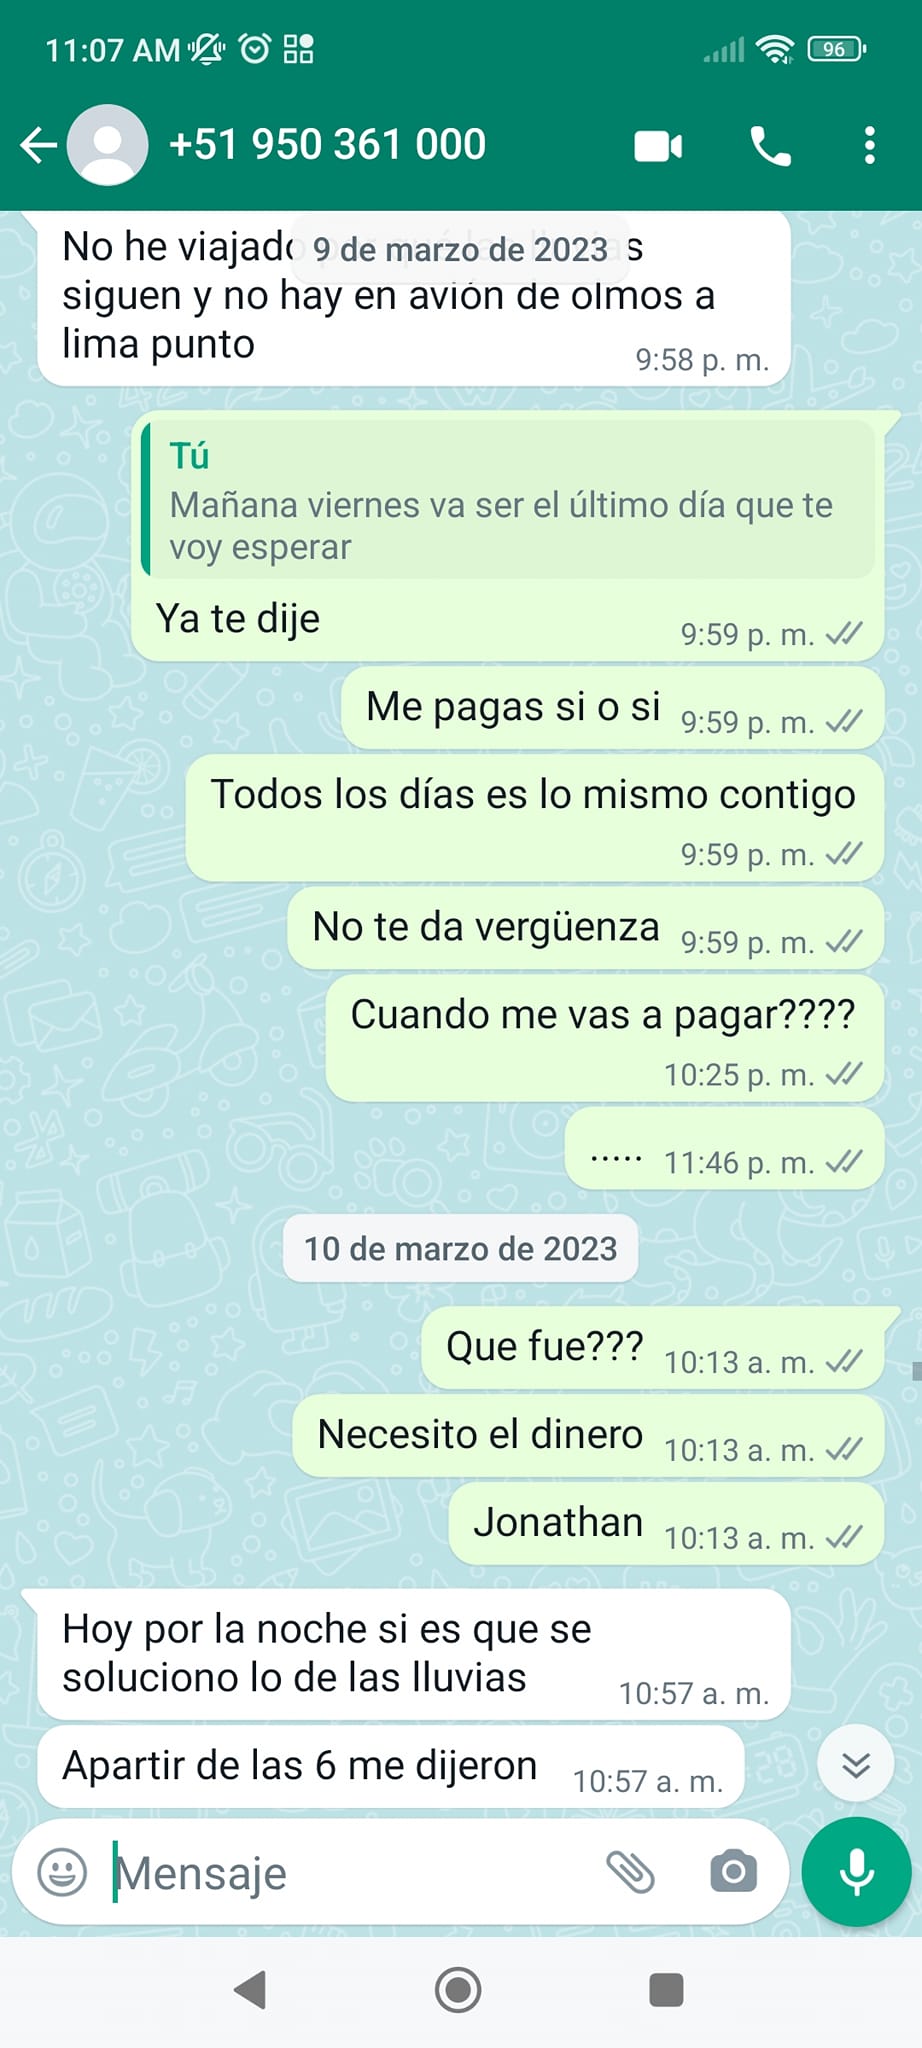 11:07 AM
96
+51 950 361 000
9 de marzo de 2023
No he viajado
siguen y no hay en avión de olmos a
lima punto
9:58 p. m.
Tú
Mañana viernes va ser el último día que te
voy esperar
Ya te dije
9:59 p. m.
Me pagas si o si
9:59 p. m.
Todos los días es lo mismo contigo
9:59 p. m.
No te da vergüenza
9:59 p. m.
Cuando me vas a pagar????
10:25 p. m.
.....
11:46 p. m.
10 de marzo de 2023
Que fue???
10:13 a. m.
Necesito el dinero
10:13 a. m.
Jonathan
10:13 a. m.
Hoy por la noche si es que se
soluciono lo de las lluvias
10:57 a. m.
Apartir de las 6 me dijeron
10:57 a. m.
Mensaje